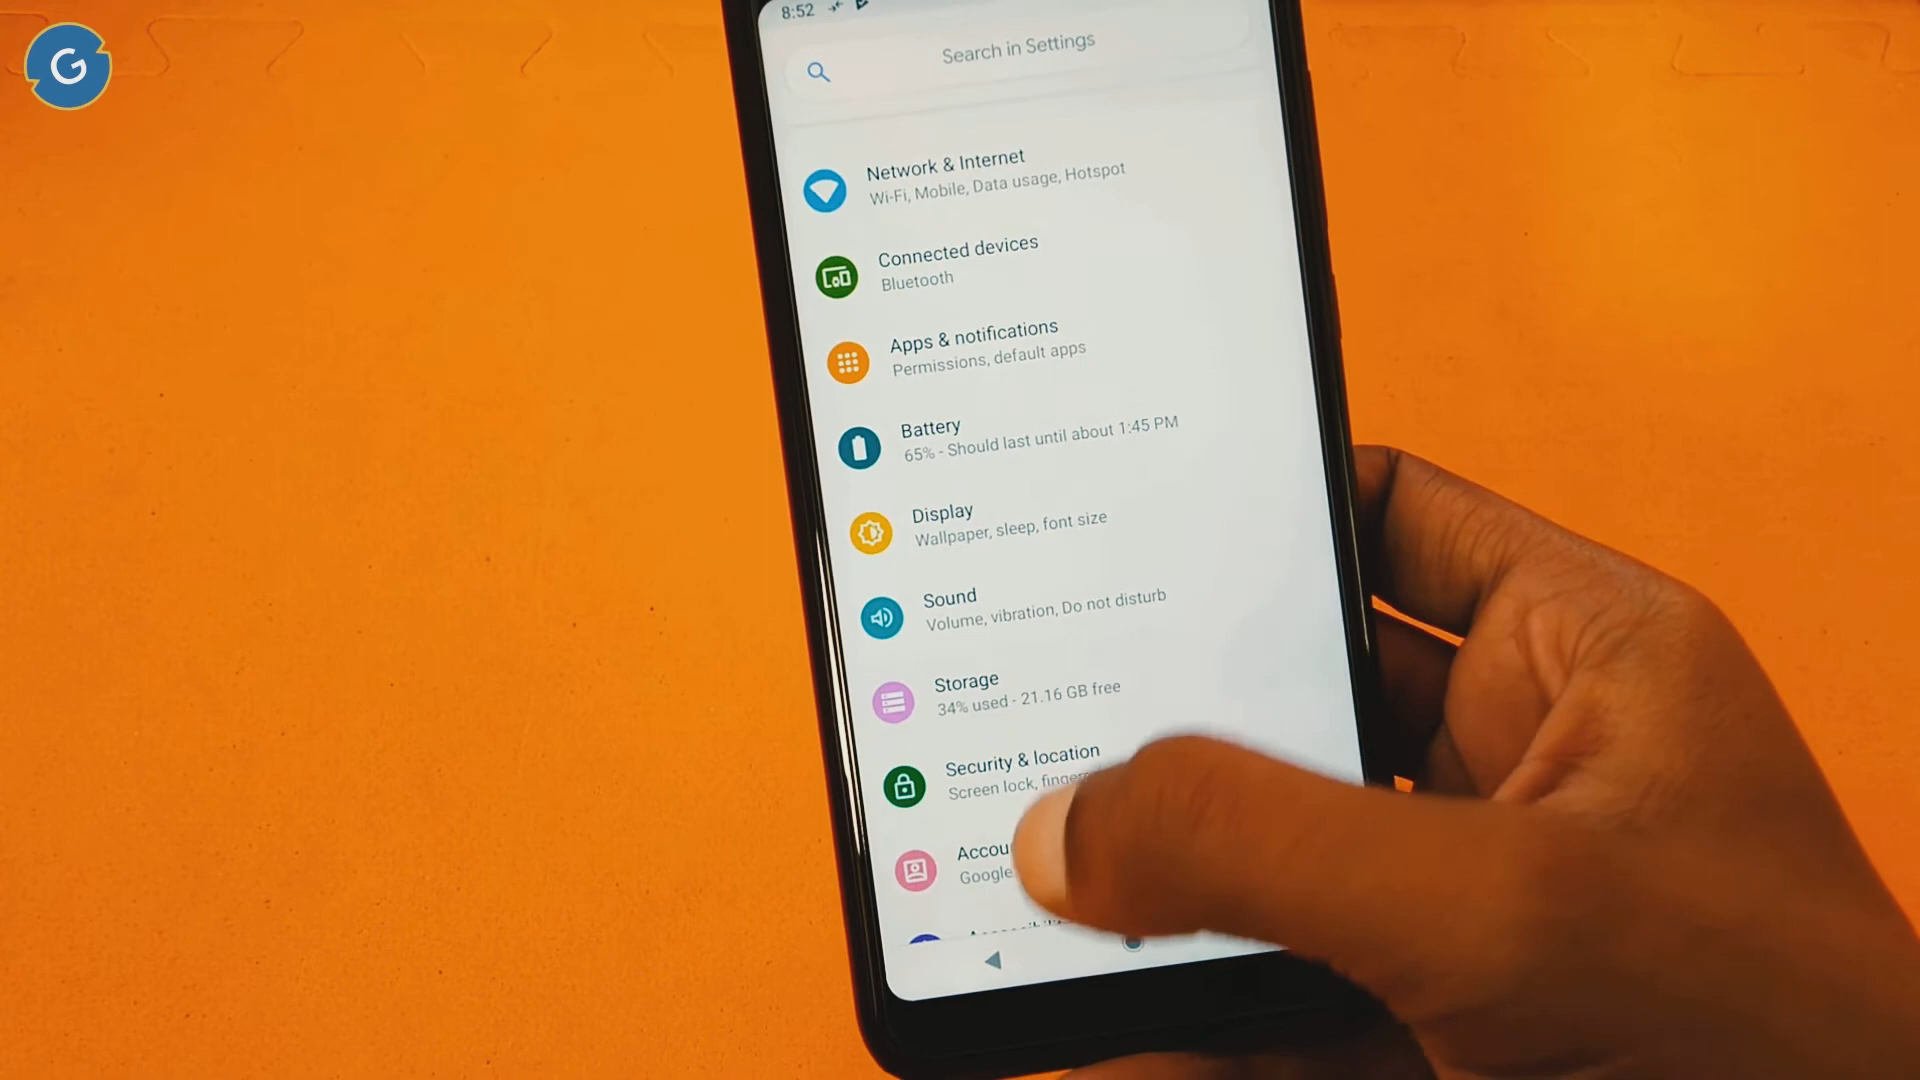 G
8:52
Search in Settings
Network & Internet
Wi-Fi, Mobile, Data usage, Hotspot
Connected devices
Bluetooth
Apps & notifications
Permissions, default apps
Battery
65% - Should last until about 1:45 PM
Display
Wallpaper, sleep, font size
Sound
Volume, vibration, Do not disturb
Storage
34% used - 21.16 GB free
Security & location
Screen lock,
Google